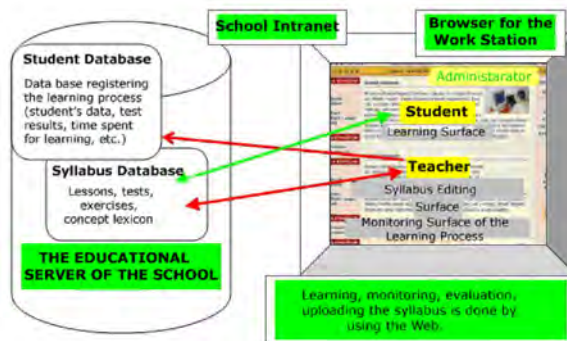 School Intranet
Browser for the
Work Station
Student Database
Data base registering
the learning process
(student's data, test
results, time spent
for learning, etc.)
Syllabus Database
Lessons, tests,
exercises,
concept lexicon
THE EDUCATIONAL
SERVER OF THE SCHOOL
Administarator
Student
Learning Surface
Teacher
Syllabus Editing
Surface
Monitoring Surface of the
Learning Process
Learning, monitoring, evaluation,
uploading the syllabus is done by
using the Web.